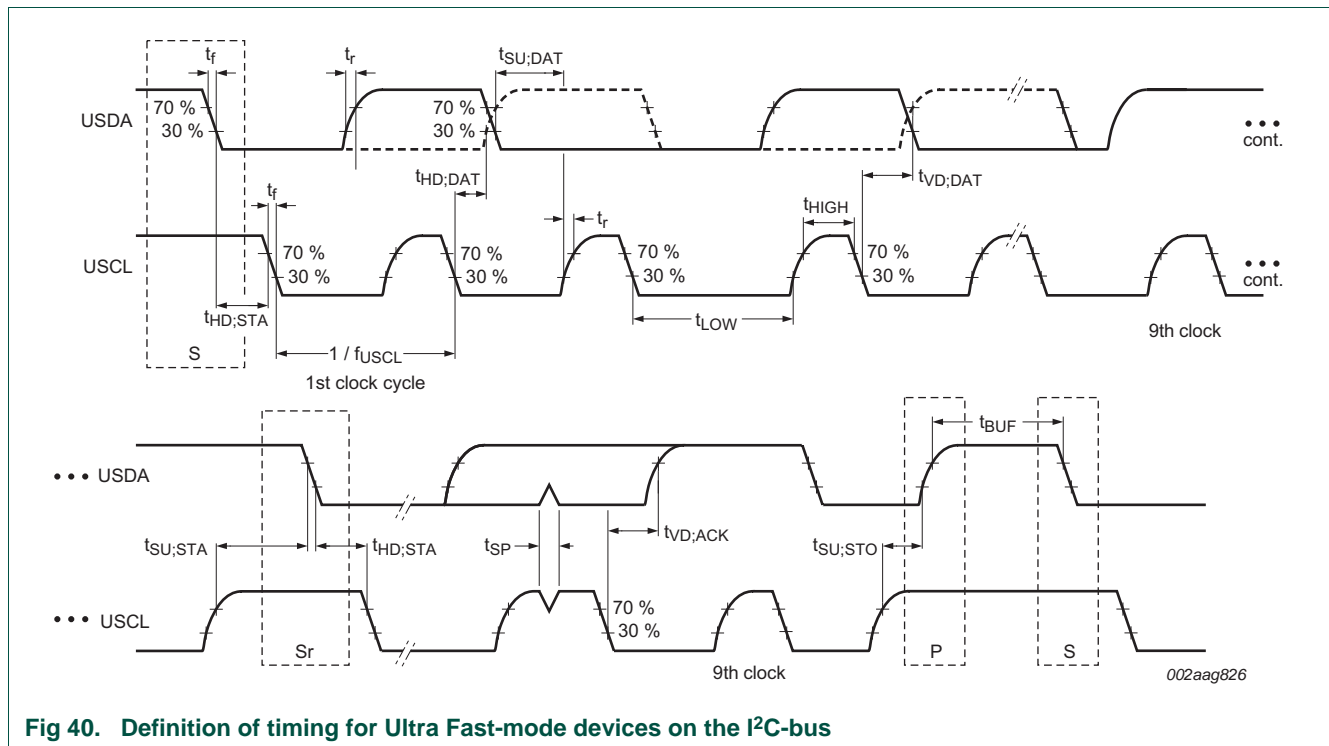 tf
tr
tSU;DAT
70 %
30 %
70 %
30 %
USDA
••• cont.
tHD;DAT
tVD;DAT
tf
tr
tHIGH
USCL
70 %
30 %
70 %
30 %
70 %
30 %
70 %
30 %
••• cont.
tHD;STA
tLOW
9th clock
S
1 / fUSCL
1st clock cycle
tBUF
••• USDA
tSU;STA
tHD;STA
tSP
tVD;ACK
tSU;STO
70 %
30 %
••• USCL
Sr
9th clock
P
S
002aag826
Fig 40. Definition of timing for Ultra Fast-mode devices on the I²C-bus